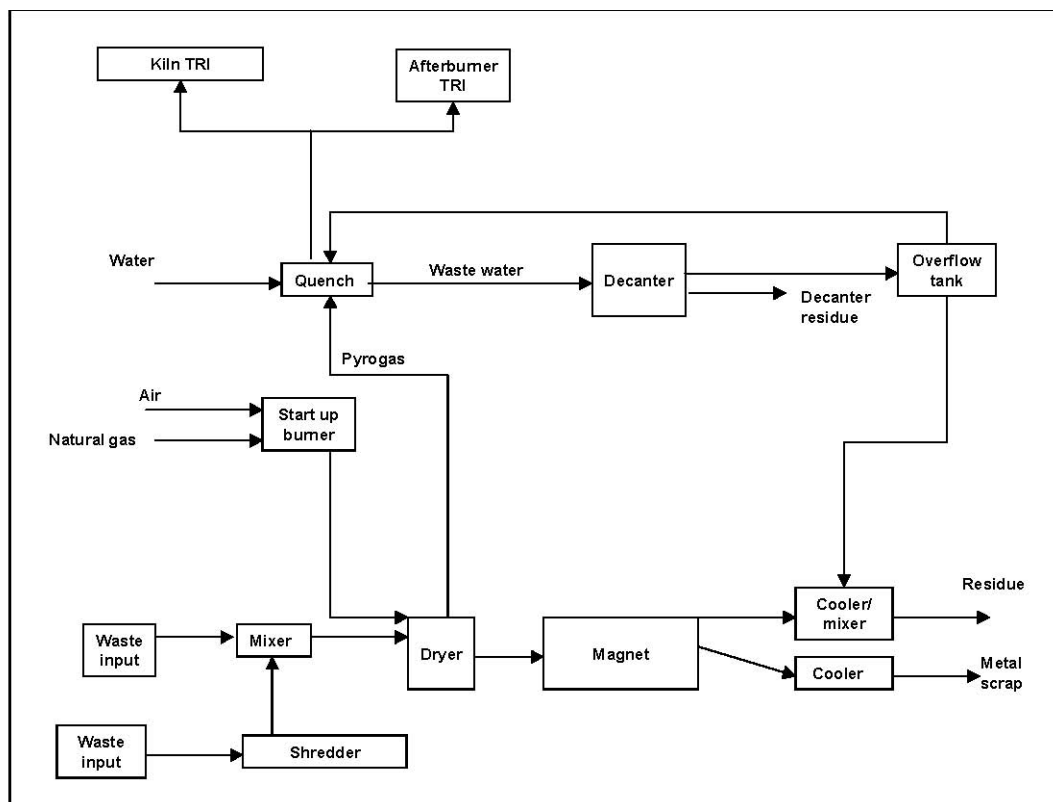 Kiln TRI
Afterburner
TRI
Water
Quench
Waste water
Decanter
Overflow
tank
Decanter
residue
Pyrogas
Air
Start up
burner
Natural gas
Cooler/
mixer
Residue
Waste
input
Mixer
Dryer
Magnet
Cooler
Metal
scrap
Waste
input
Shredder